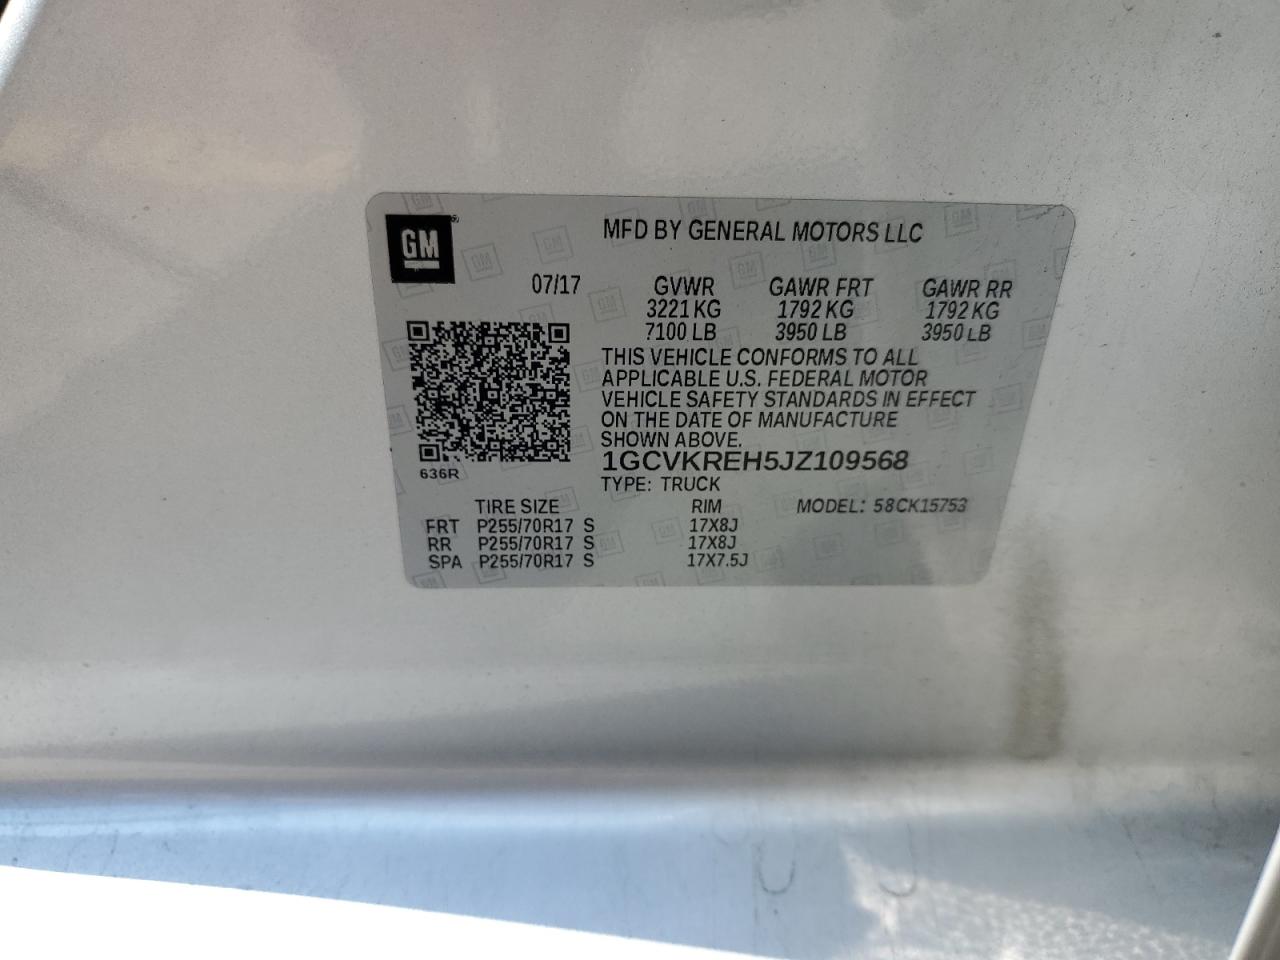 GM
MFD BY GENERAL MOTORS LLC
07/17 GVWR GAWR FRT GAWR RR
3221 KG 1792 KG 1792 KG
7100 LB 3950 LB 3950 LB
THIS VEHICLE CONFORMS TO ALL
APPLICABLE U.S. FEDERAL MOTOR
VEHICLE SAFETY STANDARDS IN EFFECT
ON THE DATE OF MANUFACTURE
SHOWN ABOVE.
636R
1GCVKREH5JZ109568
TYPE: TRUCK
TIRE SIZE RIM MODEL: 58CK15753
FRT P255/70R17 S 17X8J
RR P255/70R17 S 17X8J
SPA P255/70R17 S 17X7.5J